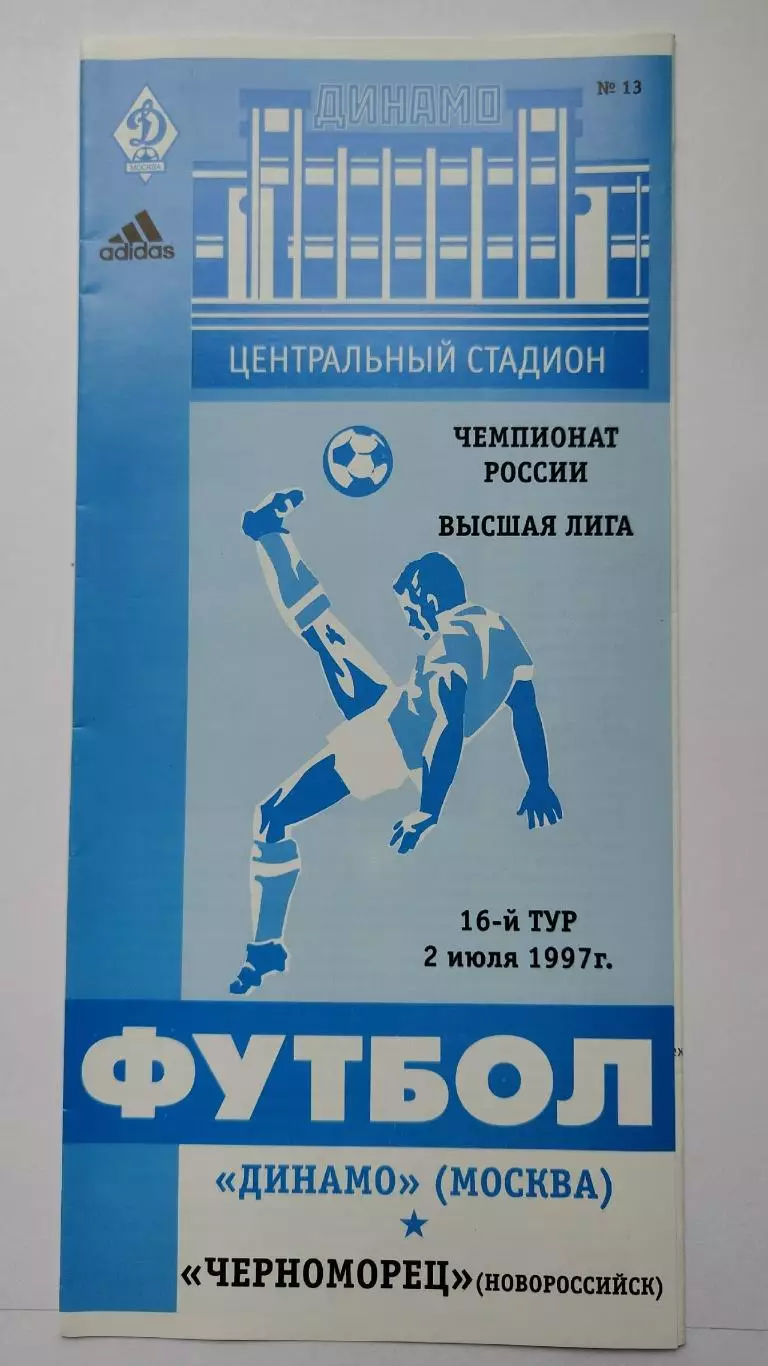 № 13
ДИНАМО
Д
МОСКВА
adidas
ЦЕНТРАЛЬНЫЙ СТАДИОН
ЧЕМПИОНАТ
РОССИИ
ВЫСШАЯ ЛИГА
16-й ТУР
2 июля 1997г.
ФУТБОЛ
«ДИНАМО» (МОСКВА)
«ЧЕРНОМОРЕЦ» (НОВОРОССИЙСК)